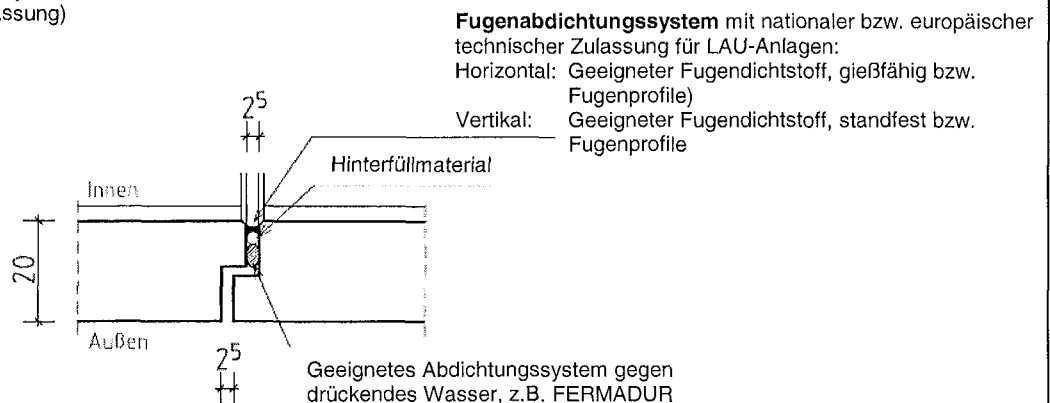 ssung)
Fugenabdichtungssystem mit nationaler bzw. europäischer
technischer Zulassung für LAU-Anlagen:
Horizontal: Geeigneter Fugendichtstoff, gießfähig bzw.
Fugenprofile)
Vertikal: Geeigneter Fugendichtstoff, standfest bzw.
Fugenprofile
2⁵
Hinterfüllmaterial
Innen
20
Außen
2⁵
Geeignetes Abdichtungssystem gegen
drückendes Wasser, z.B. FERMADUR